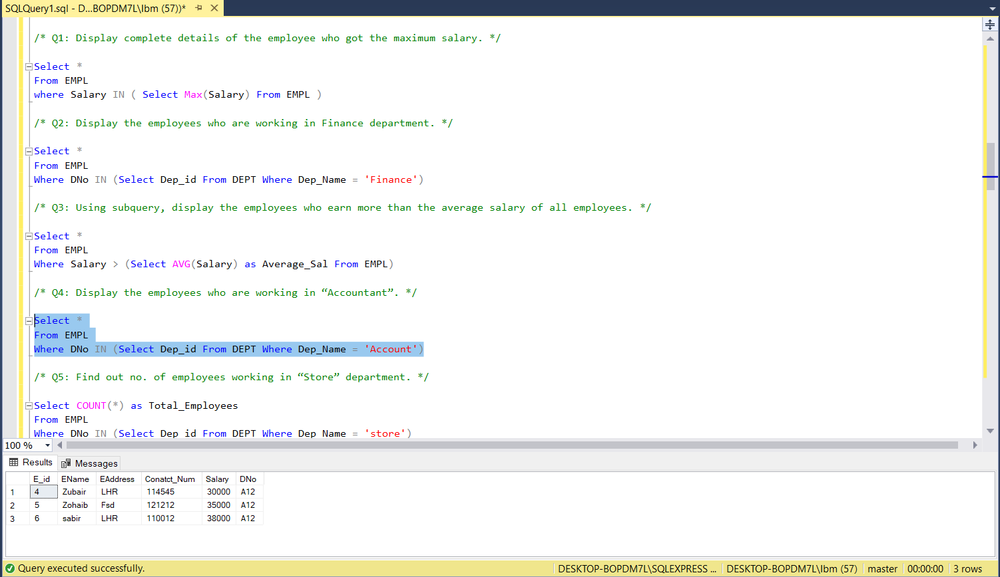 SQLQuery1.sql - D...BOPDM7L\Ibm (57))*
/* Q1: Display complete details of the employee who got the maximum salary. */
Select *
From EMPL
where Salary IN ( Select Max(Salary) From EMPL )
/* Q2: Display the employees who are working in Finance department. */
Select *
From EMPL
Where DNo IN (Select Dep_id From DEPT Where Dep_Name = 'Finance')
/* Q3: Using subquery, display the employees who earn more than the average salary of all employees. */
Select *
From EMPL
Where Salary > (Select AVG(Salary) as Average_Sal From EMPL)
/* Q4: Display the employees who are working in “Accountant”. */
Select *
From EMPL
Where DNo IN (Select Dep_id From DEPT Where Dep_Name = 'Account')
/* Q5: Find out no. of employees working in “Store” department. */
Select COUNT(*) as Total_Employees
From EMPL
Where DNo IN (Select Dep_id From DEPT Where Dep_Name = 'store')
100 %
Results Messages
E_id EName EAddress Conatct_Num Salary DNo
1 4 Zubair LHR 114545 30000 A12
2 5 Zohaib Fsd 121212 35000 A12
3 6 sabir LHR 110012 38000 A12
Query executed successfully. DESKTOP-BOPDM7L\SQLEXPRESS ... DESKTOP-BOPDM7L\Ibm (57) master 00:00:00 3 rows